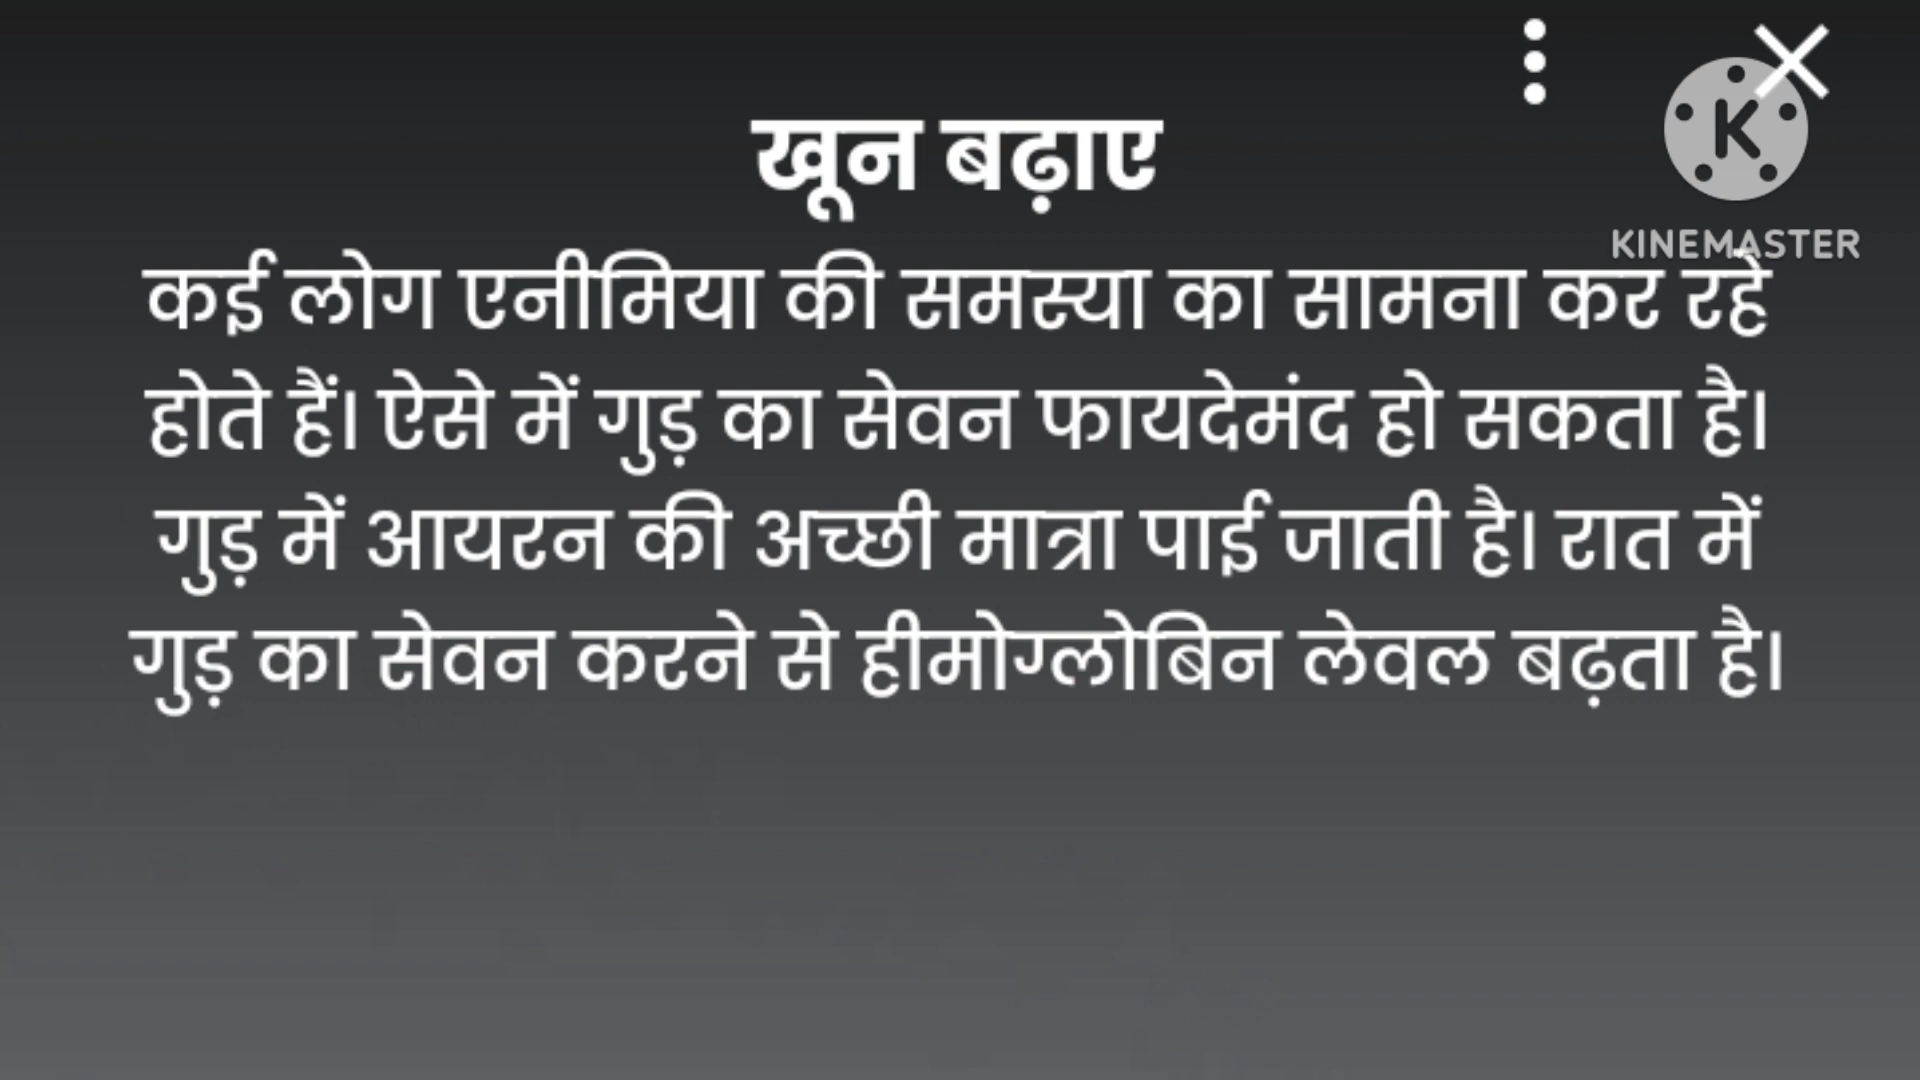 खून बढ़ाए
KINEMASTER
कई लोग एनीमिया की समस्या का सामना कर रहे
होते हैं। ऐसे में गुड़ का सेवन फायदेमंद हो सकता है।
गुड़ में आयरन की अच्छी मात्रा पाई जाती है। रात में
गुड़ का सेवन करने से हीमोग्लोबिन लेवल बढ़ता है।